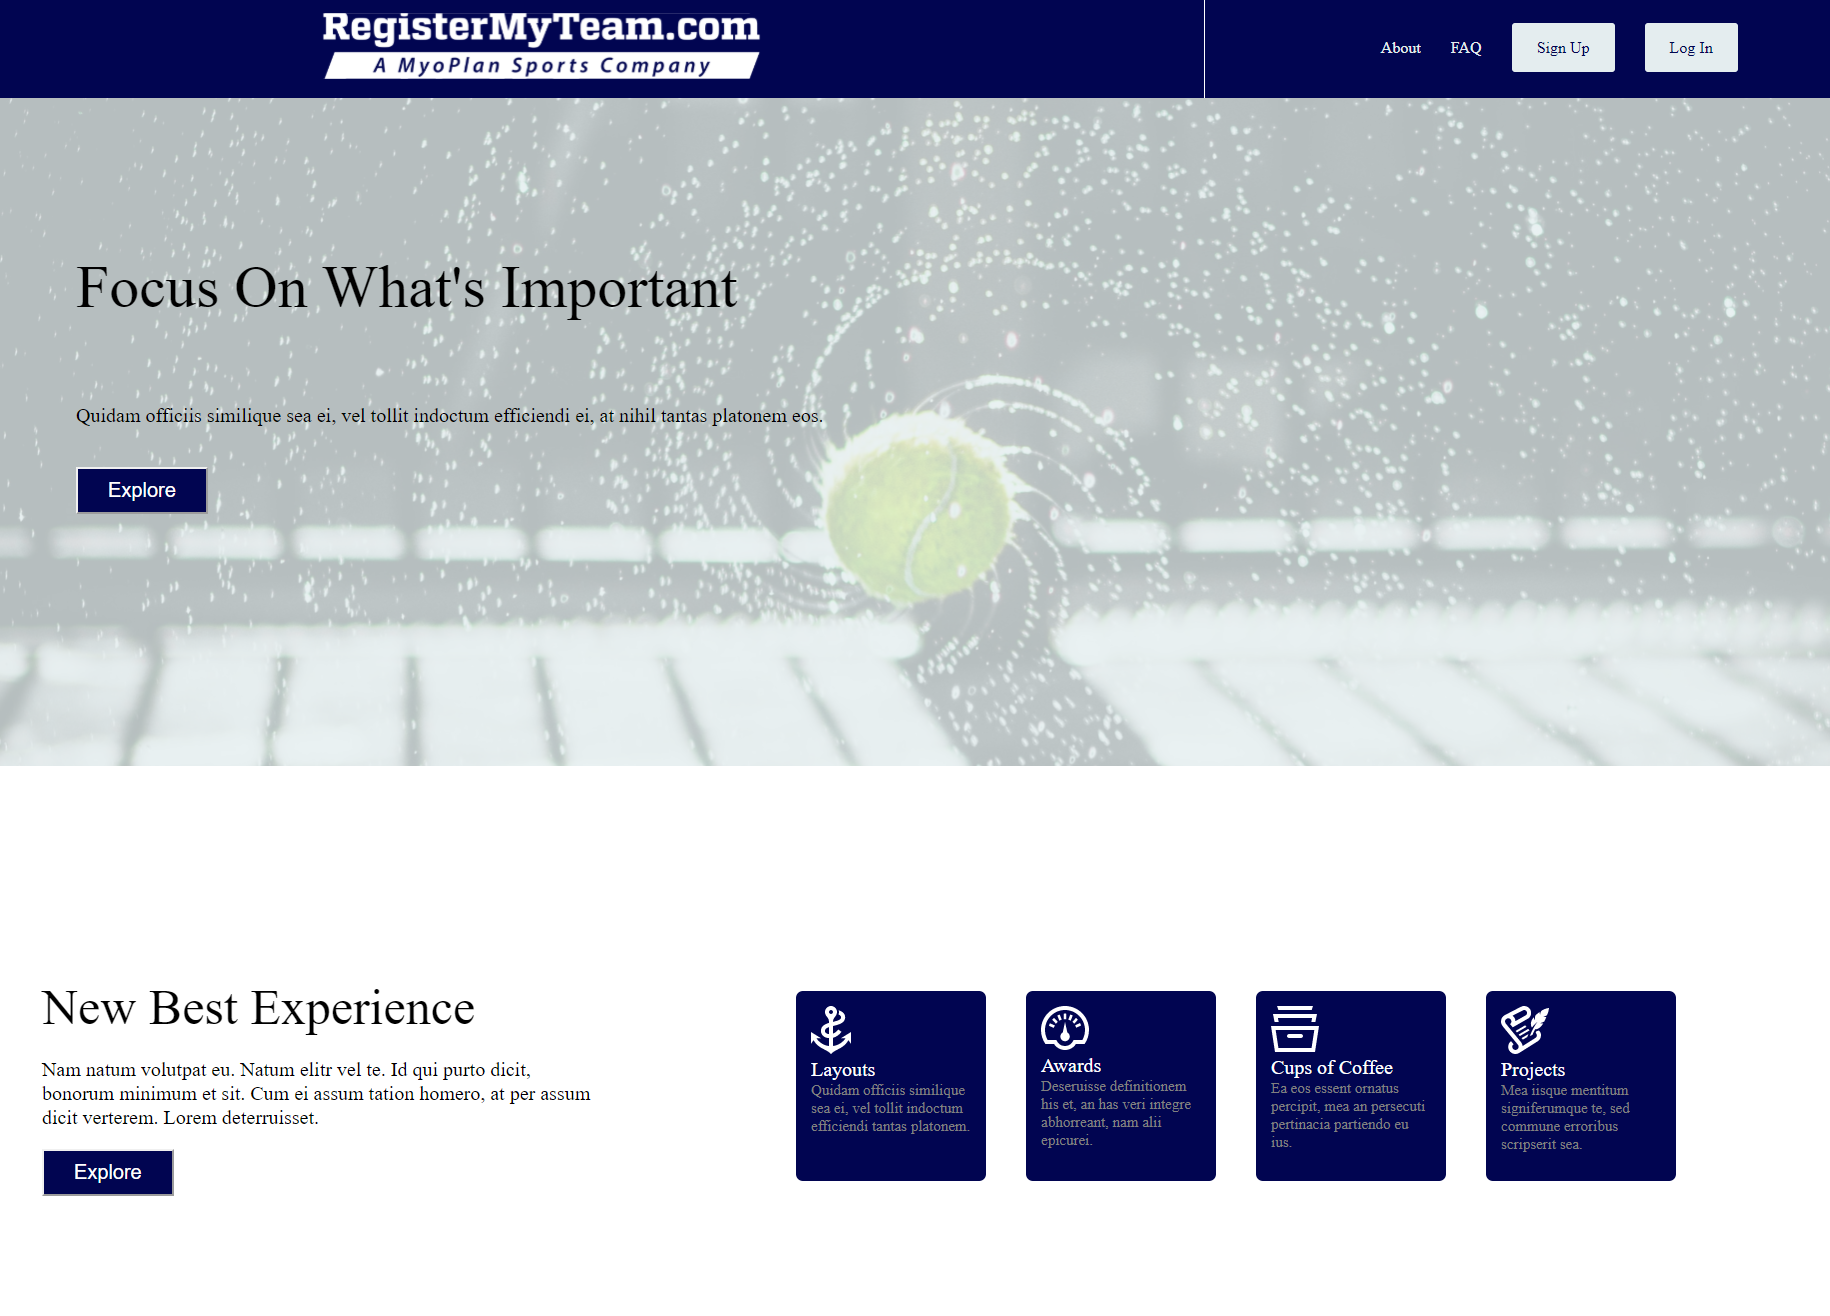 RegisterMyTeam.com
A MyoPlan Sports Company
About
FAQ
Sign Up
Log In
Focus On What's Important
Quidam officiis similique sea ei, vel tollit indoctum efficiendi ei, at nihil tantas platonem eos.
Explore
New Best Experience
Nam natum volutpat eu. Natum elitr vel te. Id qui purto dicit,
bonorum minimum et sit. Cum ei assum tation homero, at per assum
dicit verterem. Lorem deterruisset.
Explore
Layouts
Quidam officiis similique
sea ei, vel tollit indoctum
efficiendi tantas platonem.
Awards
Deseruisse definitionem
his et, an has veri integre
abhorreant, nam alii
epicurei.
Cups of Coffee
Ea eos essent ornatus
percipit, mea an persecuti
pertinacia partiendo eu
ius.
Projects
Mea iisque mentitum
signiferumque te, sed
commune erroribus
scripserit sea.